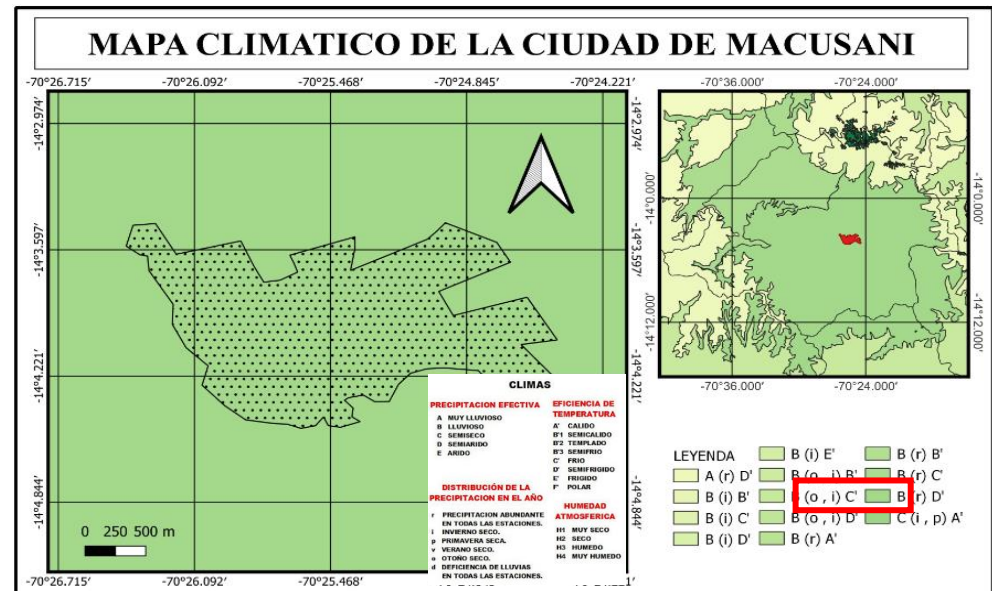 MAPA CLIMATICO DE LA CIUDAD DE MACUSANI
-70°26.715' -70°26.092' -70°25.468' -70°24.845' -70°24.221'
-14°2.974' -14°2.974'
-14°3.597' -14°3.597'
-14°4.221' -14°4.221'
-14°4.844' -14°4.844'
0 250 500 m
-70°26.715' -70°26.092' -70°25.468'
-70°36.000' -70°24.000'
-14°0.000' -14°0.000'
-14°12.000' -14°12.000'
-70°36.000' -70°24.000'
CLIMAS
PRECIPITACION EFECTIVA
A MUY LLUVIOSO
B LLUVIOSO
C SEMISECO
D SEMIARIDO
E ARIDO
EFICIENCIA DE
TEMPERATURA
A' CALIDO
B'1 SEMICALIDO
B'2 TEMPLADO
B'3 SEMIFRIO
C' FRIO
D' SEMIFRIGIDO
E' FRIGIDO
F' POLAR
DISTRIBUCIÓN DE LA
PRECIPITACION EN EL AÑO
r PRECIPITACION ABUNDANTE
EN TODAS LAS ESTACIONES.
i INVIERNO SECO.
p PRIMAVERA SECA.
v VERANO SECO.
o OTOÑO SECO.
d DEFICIENCIA DE LLUVIAS
EN TODAS LAS ESTACIONES.
HUMEDAD
ATMOSFERICA
H1 MUY SECO
H2 SECO
H3 HUMEDO
H4 MUY HUMEDO
LEYENDA
A (r) D'
B (i) B'
B (i) C'
B (i) D'
B (i) E'
B (o , i) B'
B (o , i) C'
B (o , i) D'
B (r) A'
B (r) B'
B (r) C'
B (r) D'
C (i , p) A'